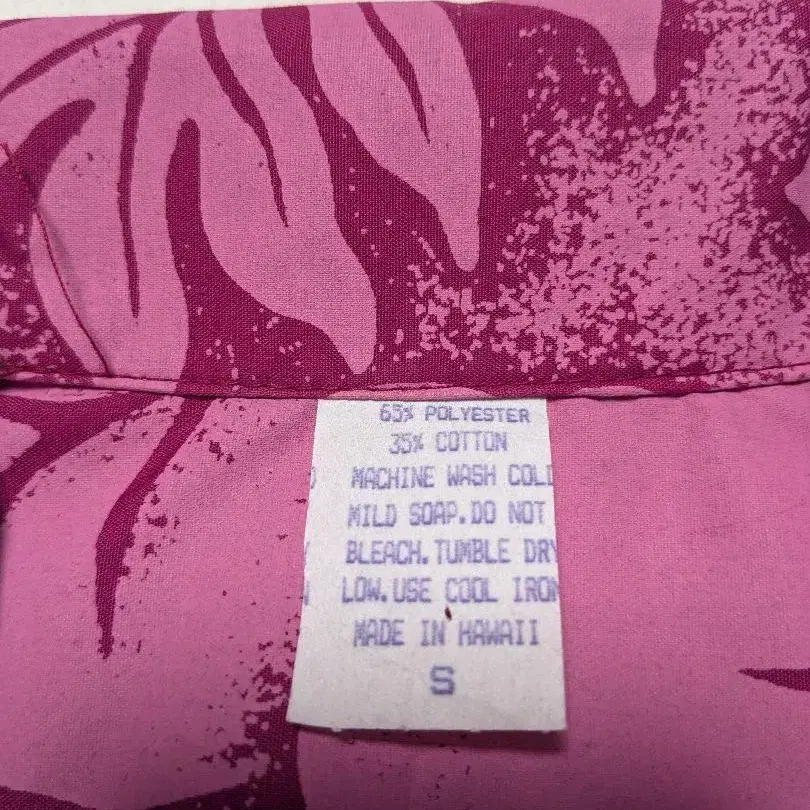 65% POLYESTER
35% COTTON
MACHINE WASH COLD
MILD SOAP.DO NOT
BLEACH.TUMBLE DRY
LOW.USE COOL IRON
MADE IN HAWAII
S